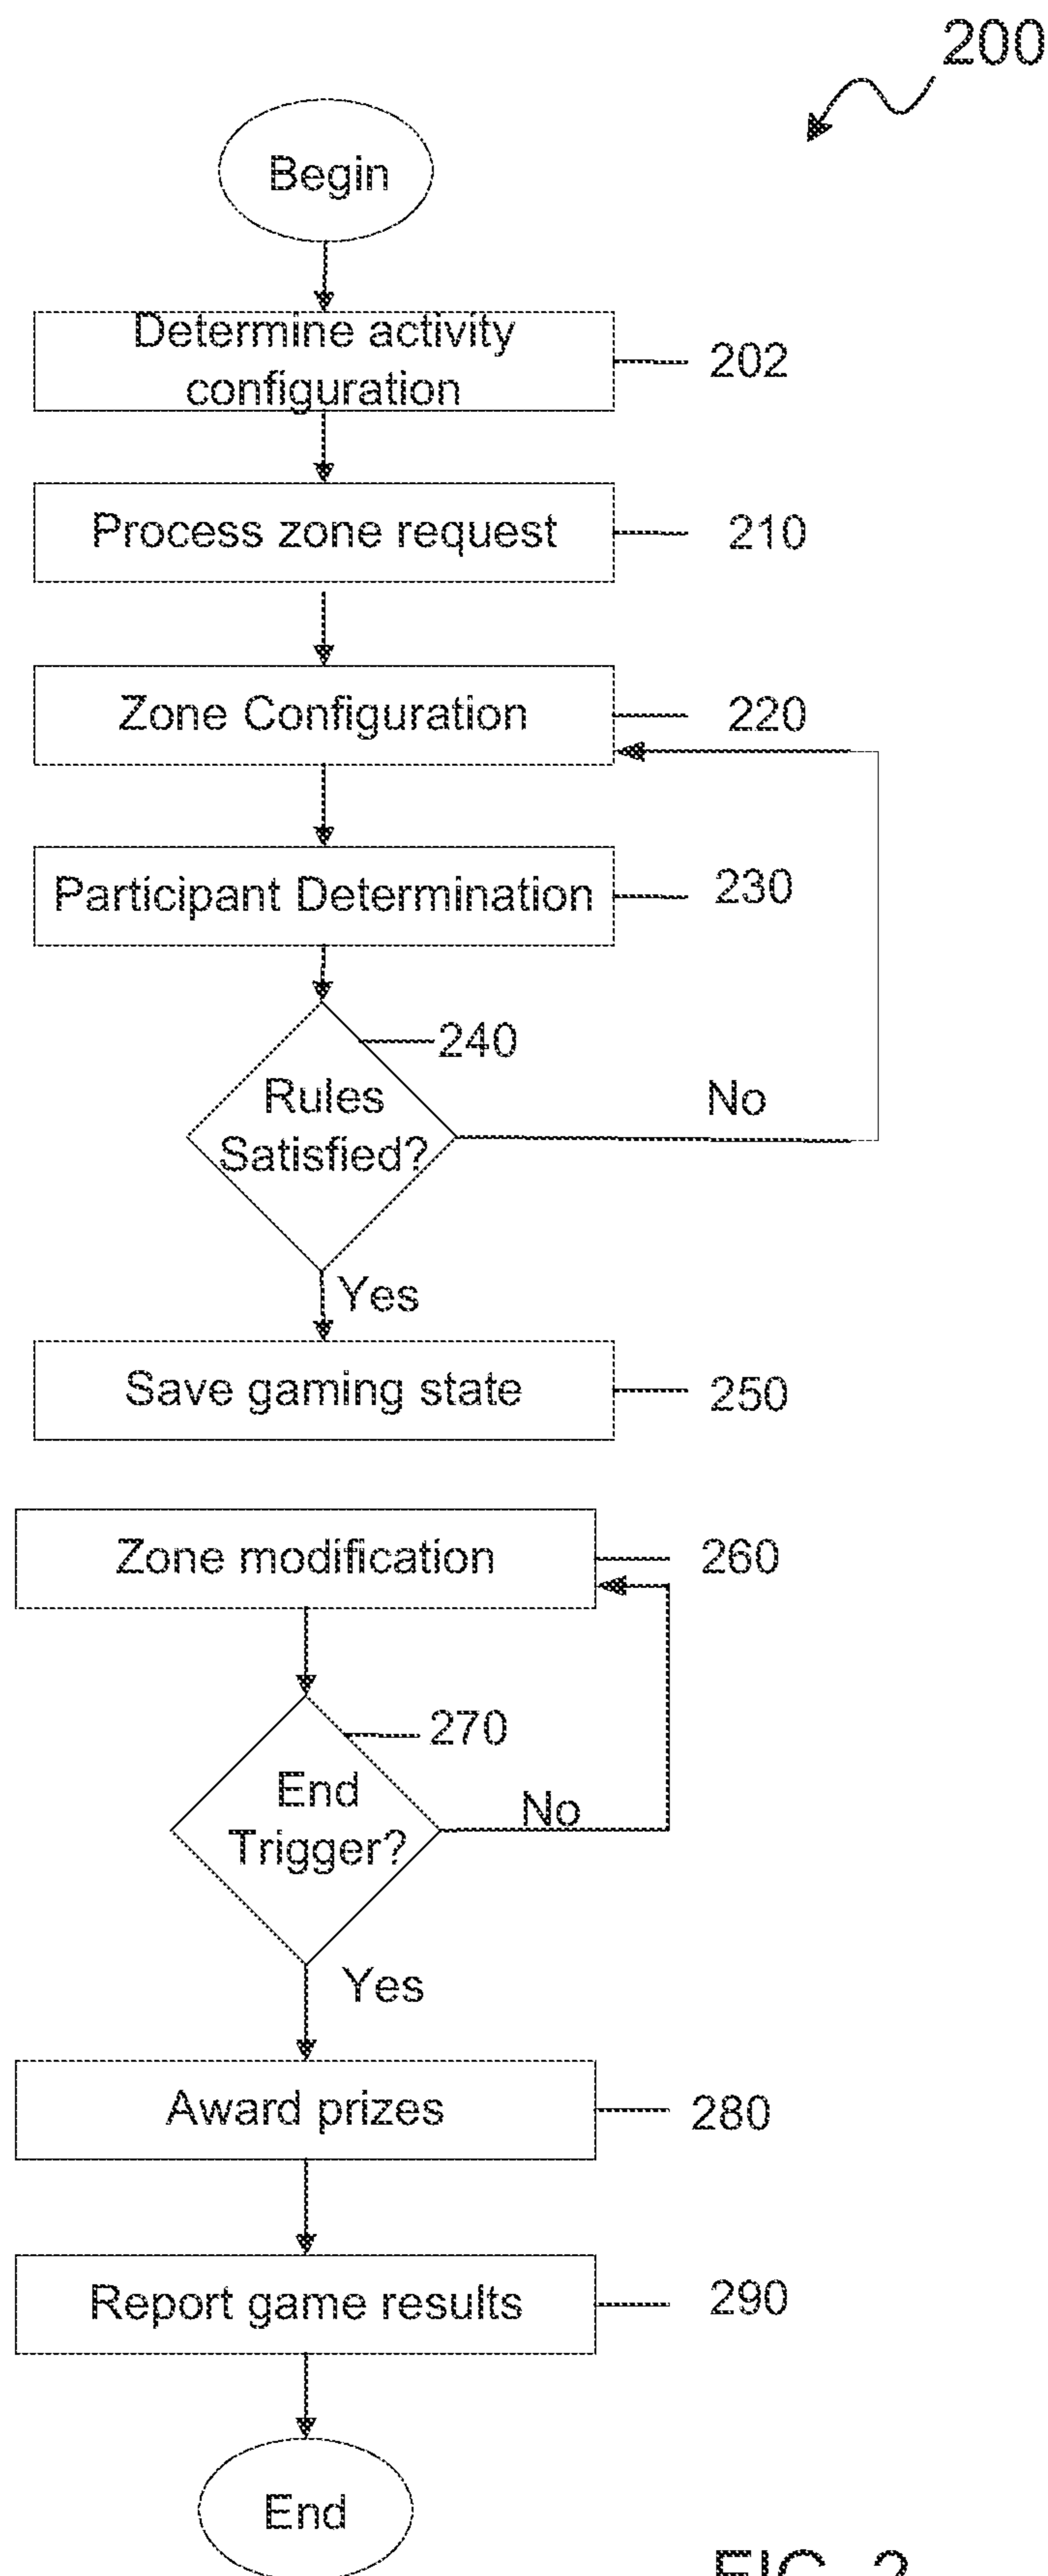 200
Begin
Determine activity
configuration
202
Process zone request
210
Zone Configuration
220
Participant Determination
230
240
Rules
Satisfied?
No
Yes
Save gaming state
250
Zone modification
260
270
End
Trigger?
No
Yes
Award prizes
280
Report game results
290
End
FIG. 2